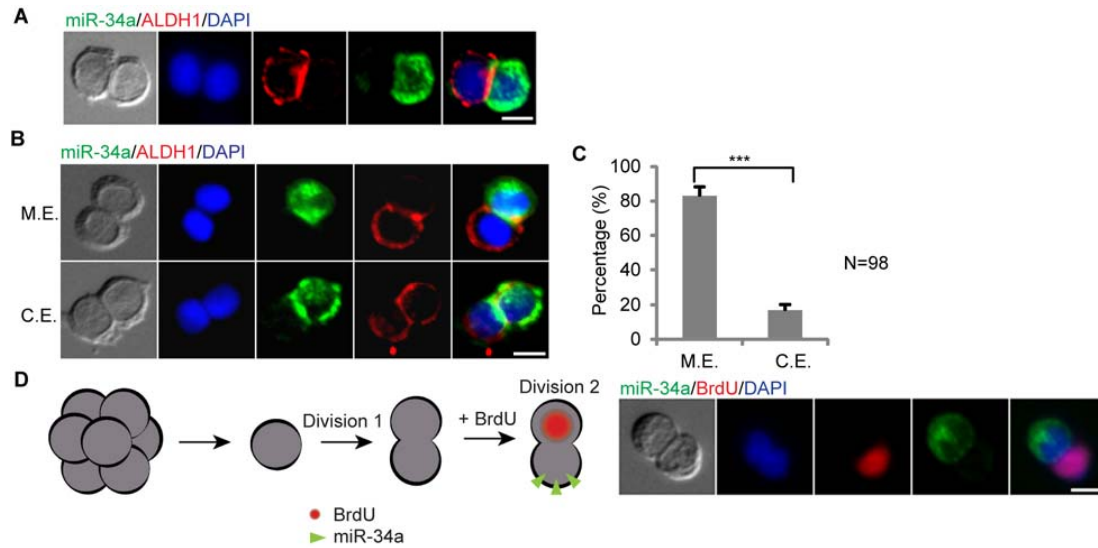 A
miR-34a/ALDH1/DAPI
B
miR-34a/ALDH1/DAPI
M.E.
C.E.
C
Percentage (%)
100
80
60
40
20
0
***
N=98
M.E.
C.E.
D
Division 1
+ BrdU
Division 2
BrdU
miR-34a
miR-34a/BrdU/DAPI